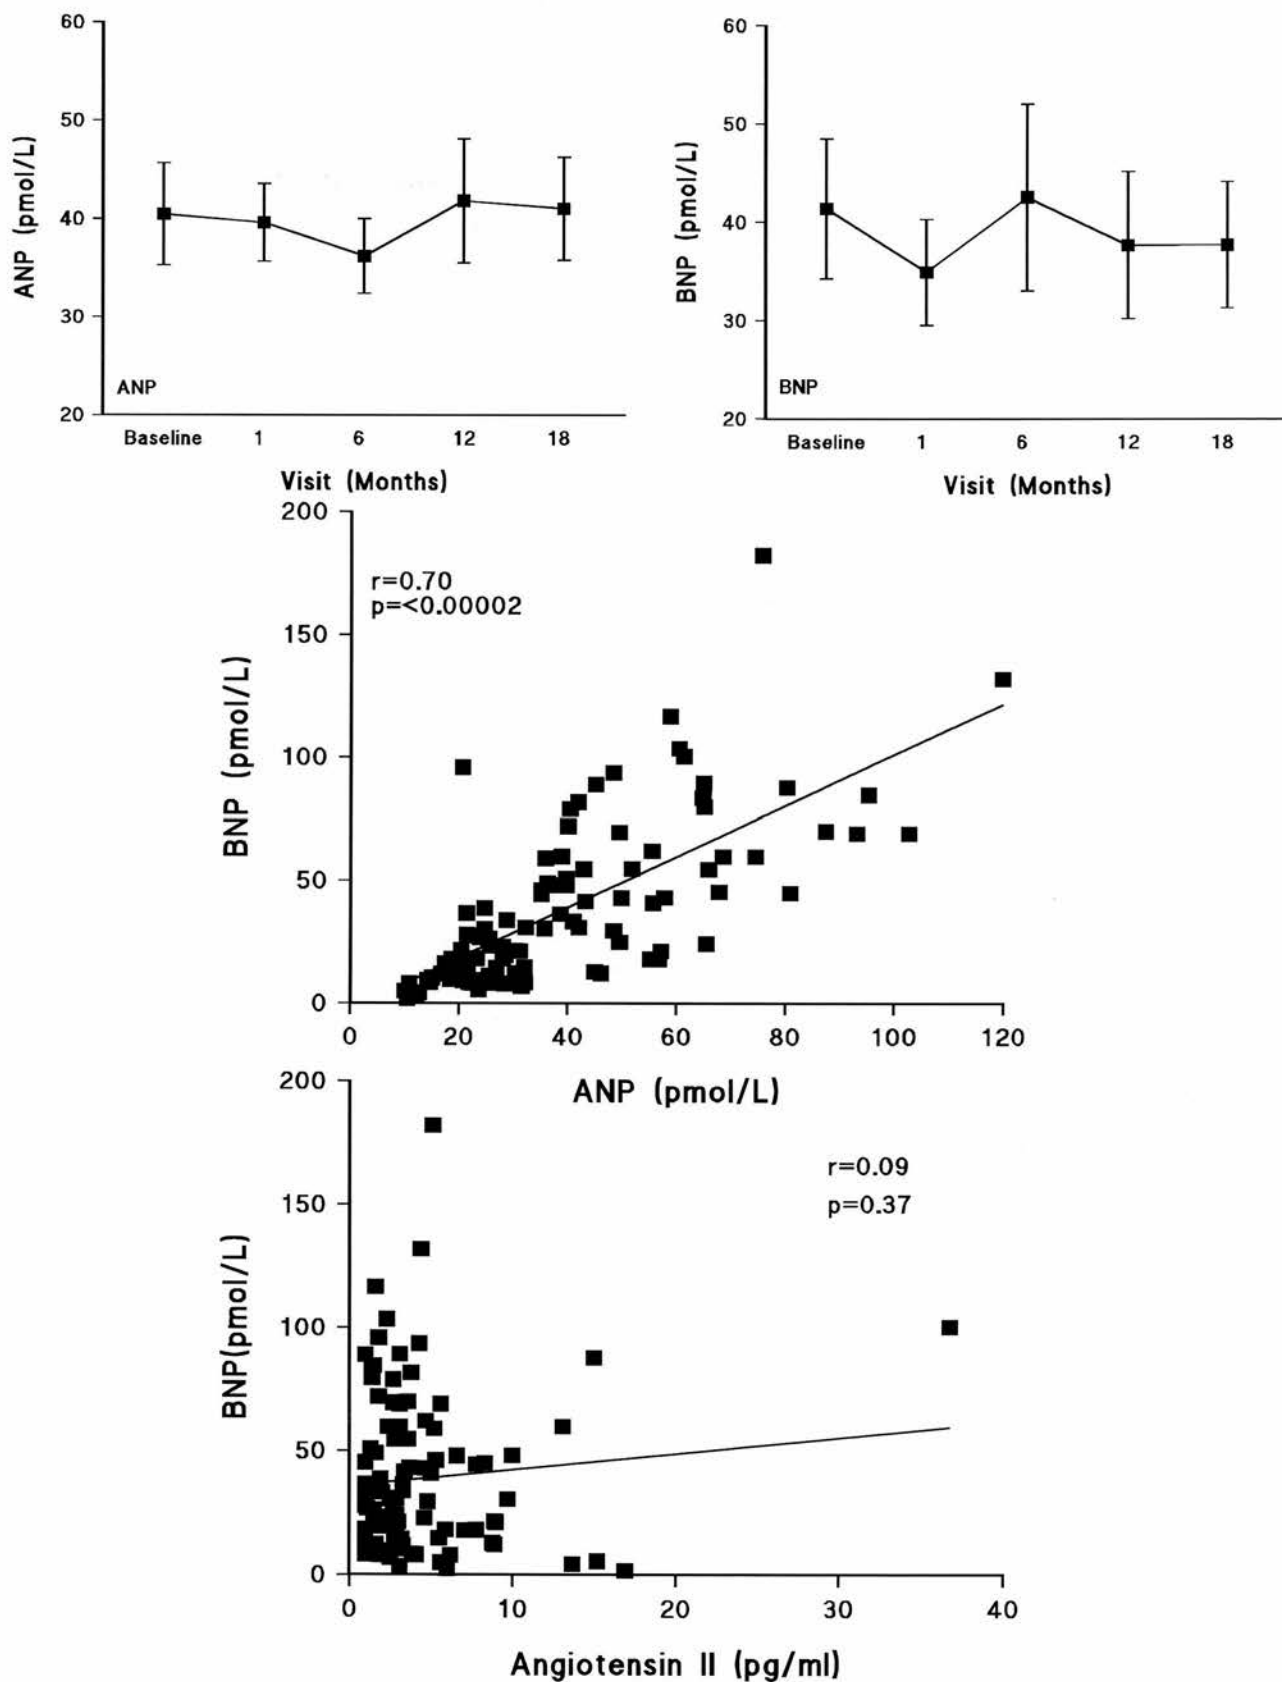 60
50
40
30
20
ANP (pmol/L)
ANP
Baseline 1 6 12 18
Visit (Months)
60
50
40
30
20
BNP (pmol/L)
BNP
Baseline 1 6 12 18
Visit (Months)
200
150
100
50
0
BNP (pmol/L)
r=0.70
p=<0.00002
0 20 40 60 80 100 120
ANP (pmol/L)
200
150
100
50
0
BNP(pmol/L)
r=0.09
p=0.37
0 10 20 30 40
Angiotensin II (pg/ml)